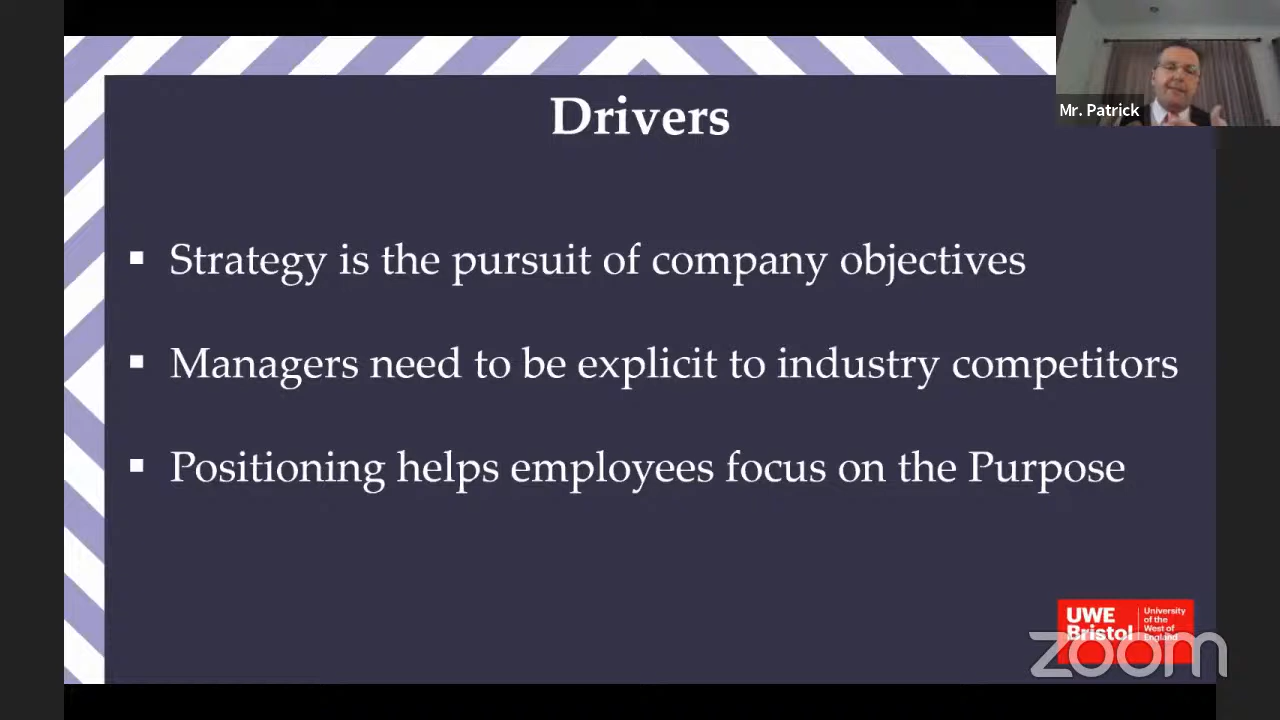 Drivers
Mr. Patrick
▪ Strategy is the pursuit of company objectives
▪ Managers need to be explicit to industry competitors
▪ Positioning helps employees focus on the Purpose
UWE
Bristol
University
of the
West of
England
zoom